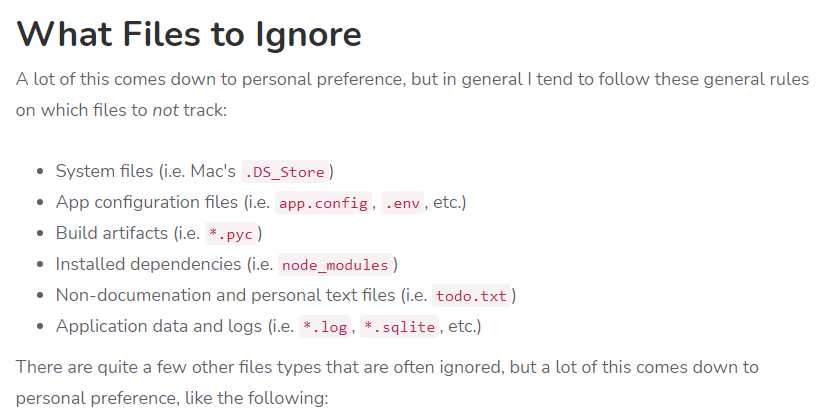 What Files to Ignore
A lot of this comes down to personal preference, but in general I tend to follow these general rules
on which files to not track:
System files (i.e. Mac's .DS_Store)
App configuration files (i.e. app.config, .env, etc.)
Build artifacts (i.e. *.pyc)
Installed dependencies (i.e. node_modules)
Non-documenation and personal text files (i.e. todo.txt)
Application data and logs (i.e. *.log, *.sqlite, etc.)
There are quite a few other files types that are often ignored, but a lot of this comes down to
personal preference, like the following: